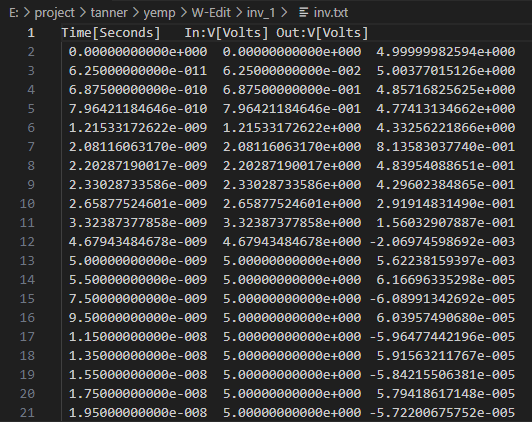 E: > project > tanner > yemp > W-Edit > inv_1 > inv.txt
1 Time[Seconds] In:V[Volts] Out:V[Volts]
2 0.00000000000e+000 0.00000000000e+000 4.99999982594e+000
3 6.25000000000e-011 6.25000000000e-002 5.00377015126e+000
4 6.87500000000e-010 6.87500000000e-001 4.85716825625e+000
5 7.96421184646e-010 7.96421184646e-001 4.77413134662e+000
6 1.21533172622e-009 1.21533172622e+000 4.33256221866e+000
7 2.08116063170e-009 2.08116063170e+000 8.13583037740e-001
8 2.20287190017e-009 2.20287190017e+000 4.83954088651e-001
9 2.33028733586e-009 2.33028733586e+000 4.29602384865e-001
10 2.65877524601e-009 2.65877524601e+000 2.91914831490e-001
11 3.32387377858e-009 3.32387377858e+000 1.56032907887e-001
12 4.67943484678e-009 4.67943484678e+000 -2.06974598692e-003
13 5.00000000000e-009 5.00000000000e+000 5.62238159397e-003
14 5.50000000000e-009 5.00000000000e+000 6.16696335298e-005
15 7.50000000000e-009 5.00000000000e+000 -6.08991342692e-005
16 9.50000000000e-009 5.00000000000e+000 6.03957490680e-005
17 1.15000000000e-008 5.00000000000e+000 -5.96477442196e-005
18 1.35000000000e-008 5.00000000000e+000 5.91563211767e-005
19 1.55000000000e-008 5.00000000000e+000 -5.84215506381e-005
20 1.75000000000e-008 5.00000000000e+000 5.79418617148e-005
21 1.95000000000e-008 5.00000000000e+000 -5.72200675752e-005